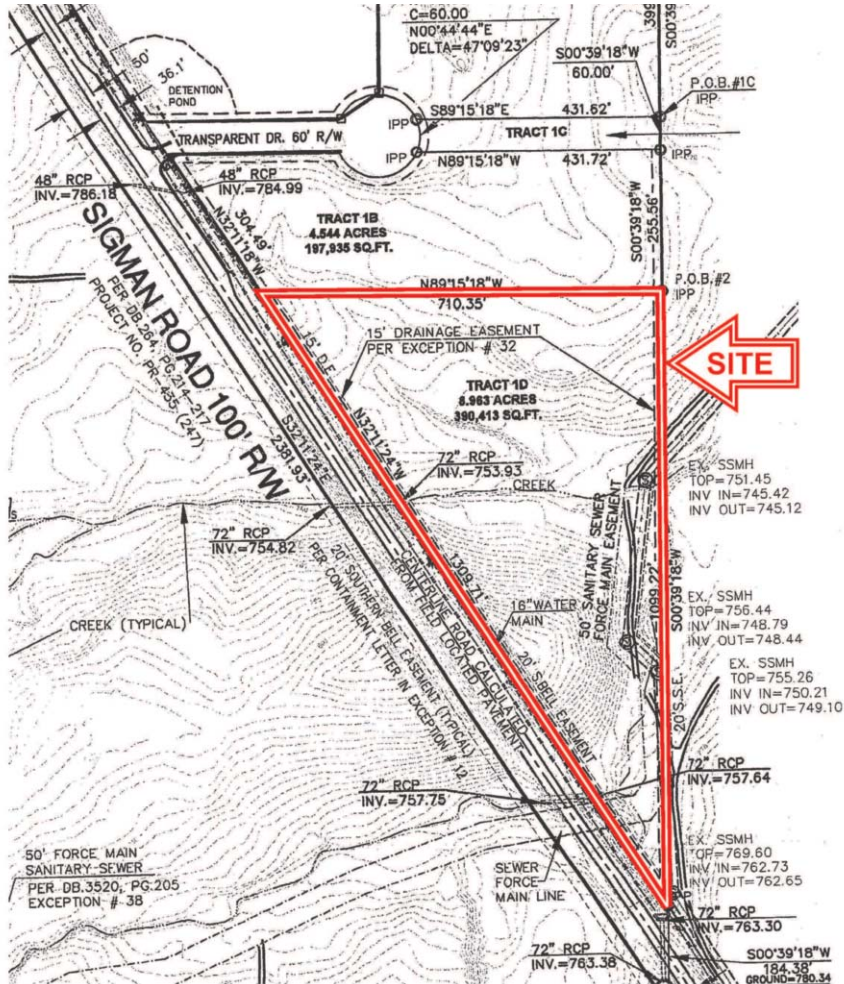 C=60.00
N00°44'44"E
DELTA=47°09'23"
S00°39'18"W
60.00'
399
S00°39
50'
36.1'
DETENTION
POND
P.O.B.#1C
IPP
S89°15'18"E
431.62'
IPP
TRANSPARENT DR. 60' R/W
TRACT 1C
IPP
N89°15'18"W
431.72'
IPP
48" RCP
INV.=786.18
48" RCP
INV.=784.99
304.49'
N32°11'18"W
TRACT 1B
4.544 ACRES
197,935 SQ.FT.
S00°39'18"W
255.56'
SIGMAN ROAD 100' R/W
PER DB.264, PG.214-217
PROJECT NO. PR-435 (247)
N89°15'18"W
710.35'
P.O.B.#2
IPP
15' DRAINAGE EASEMENT
PER EXCEPTION # 32
15' D.E.
SITE
TRACT 1D
8.963 ACRES
390,413 SQ.FT.
N32°11'24"W
S32°11'24"E
2381.93'
72" RCP
INV.=753.93
CREEK
EX. SSMH
TOP=751.45
INV IN=745.42
INV OUT=745.12
72" RCP
INV.=754.82
50' SANITARY SEWER
FORCE MAIN EASEMENT
1099.22'
S00°39'18"W
1309.71'
CENTERLINE ROAD CALCULATED
FROM FIELD LOCATED PAVEMENT
20' SOUTHERN BELL EASEMENT (TYPICAL)
PER CONTAINMENT LETTER IN EXCEPTION # 12
16"WATER
MAIN
20' S.BELL EASEMENT
EX. SSMH
TOP=756.44
INV IN=748.79
INV OUT=748.44
CREEK (TYPICAL)
EX. SSMH
TOP=755.26
INV IN=750.21
INV OUT=749.10
20'S.S.E.
72" RCP
INV.=757.64
72" RCP
INV.=757.75
50' FORCE MAIN
SANITARY SEWER
PER DB.3520, PG.205
EXCEPTION # 38
SEWER
FORCE
MAIN LINE
EX. SSMH
TOP=769.60
INV IN=762.73
INV OUT=762.65
72" RCP
INV.=763.30
72" RCP
INV.=763.38
S00°39'18"W
184.38'
GROUND=780.34